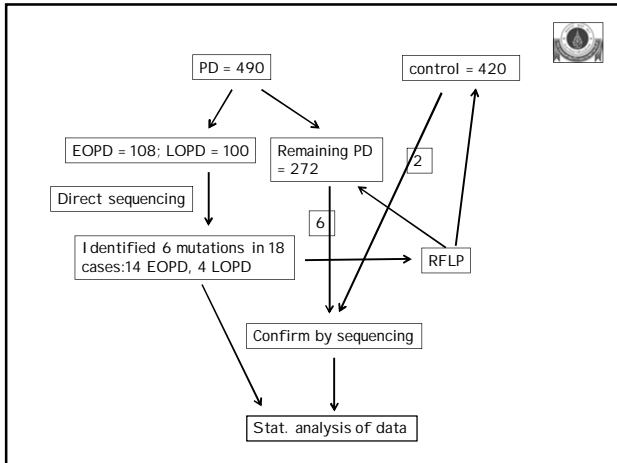 PD = 490
control = 420
EOPD = 108; LOPD = 100
Remaining PD
= 272
2
Direct sequencing
6
Identified 6 mutations in 18
cases:14 EOPD, 4 LOPD
RFLP
Confirm by sequencing
Stat. analysis of data